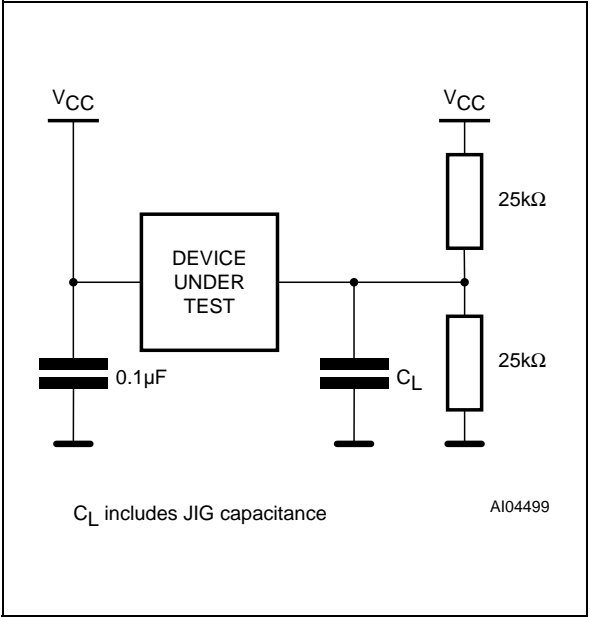 VCC
VCC
25kΩ
DEVICE
UNDER
TEST
0.1µF
CL
25kΩ
CL includes JIG capacitance
AI04499